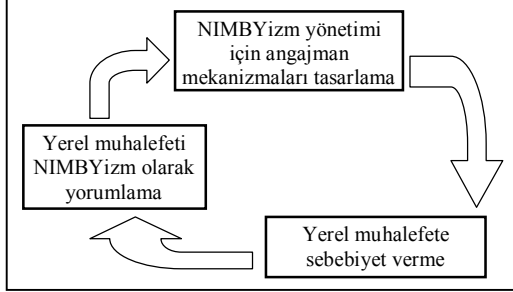 NIMBYizm yönetimi
için angajman
mekanizmaları tasarlama
Yerel muhalefeti
NIMBYizm olarak
yorumlama
Yerel muhalefete
sebebiyet verme